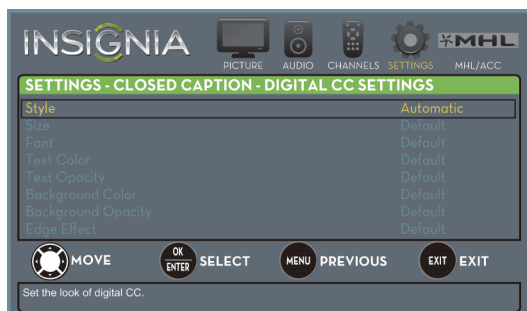 INSIGNIA
PICTURE AUDIO CHANNELS SETTINGS MHL MHL/ACC
SETTINGS - CLOSED CAPTION - DIGITAL CC SETTINGS
Style Automatic
Size Default
Font Default
Text Color Default
Text Opacity Default
Background Color Default
Background Opacity Default
Edge Effect Default
MOVE OK ENTER SELECT MENU PREVIOUS EXIT EXIT
Set the look of digital CC.